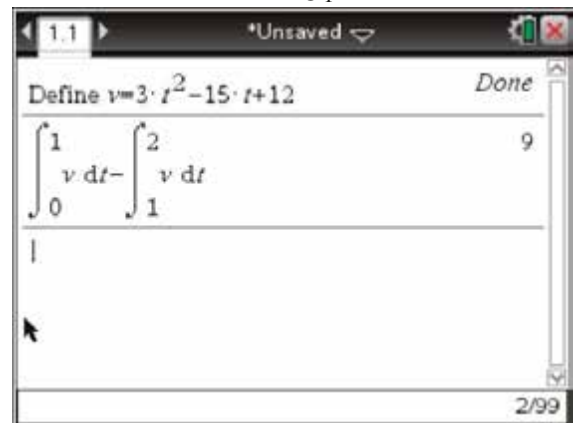 1.1 *Unsaved
Define v=3·t²−15·t+12 Done
∫₀¹ v dt−∫₁² v dt 9
2/99